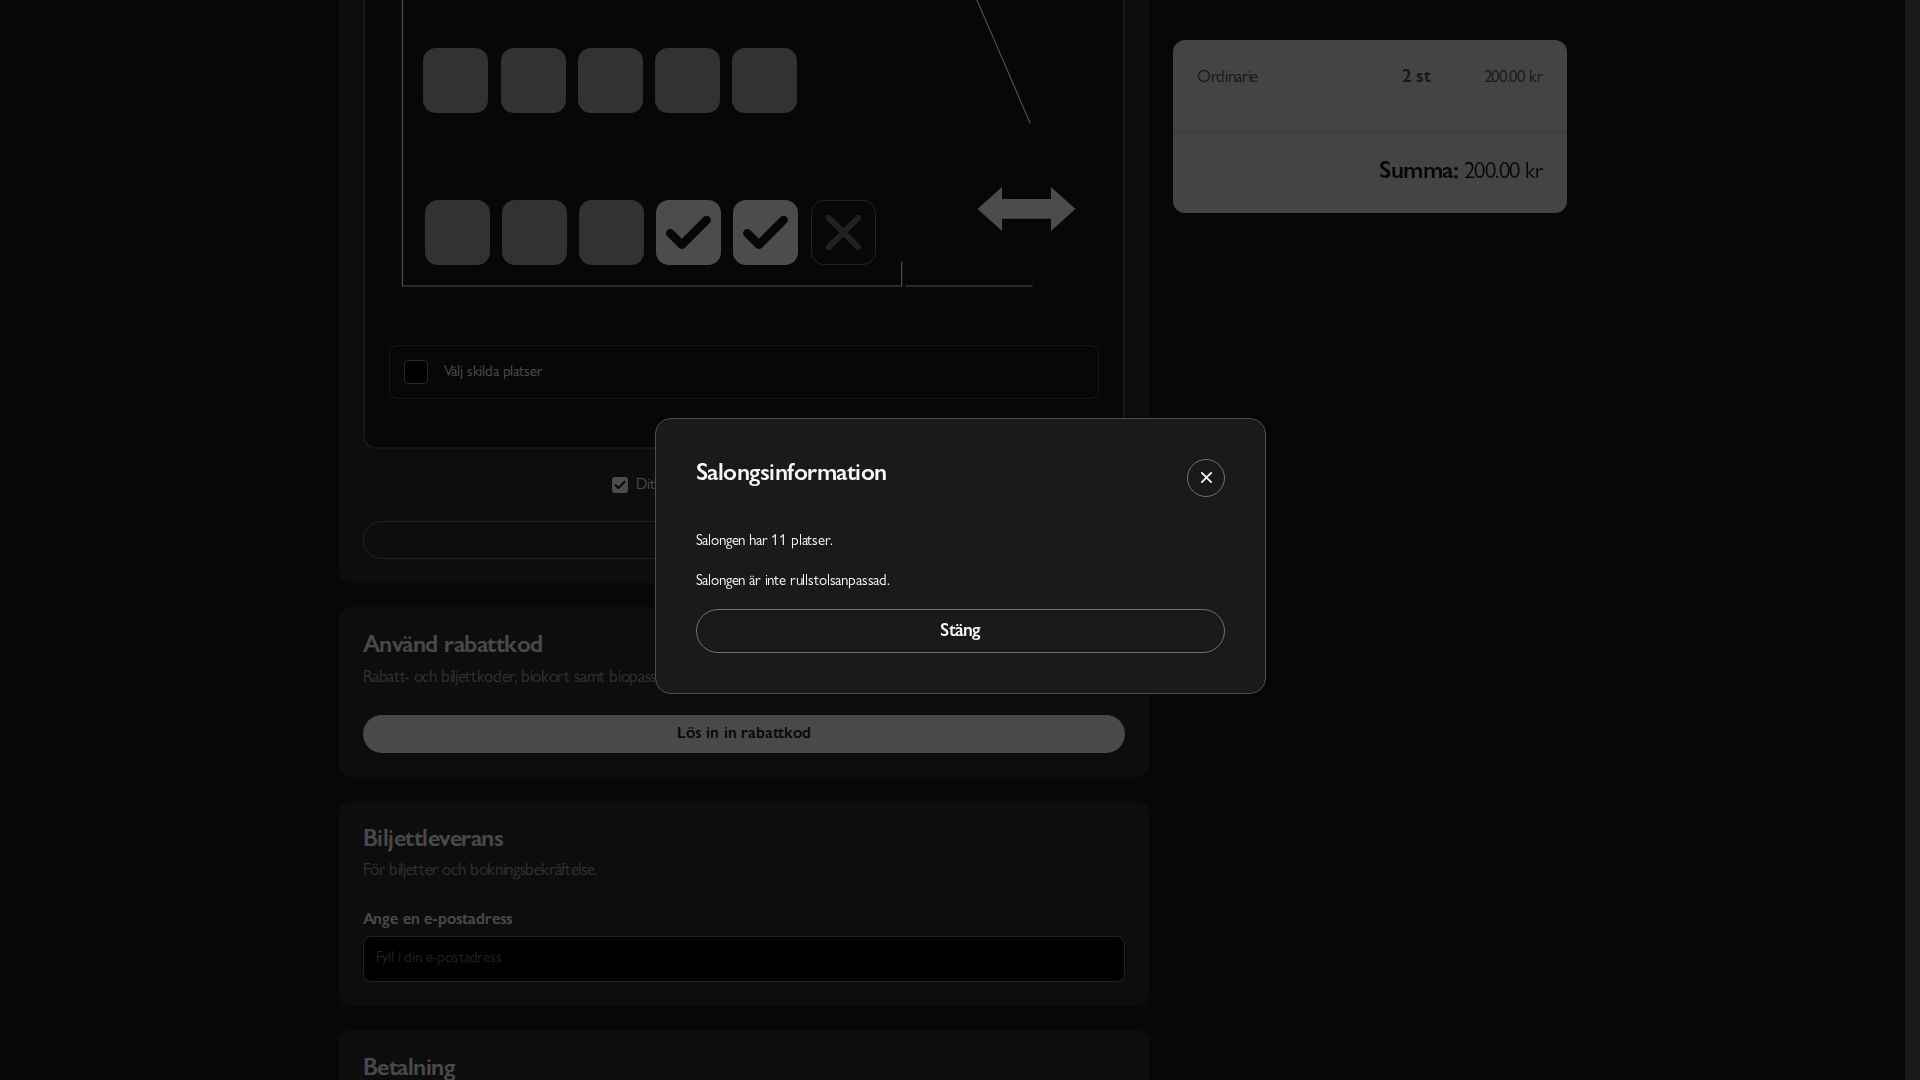 Ordinarie 2 st 200.00 kr
Summa: 200.00 kr
Välj skilda platser
Salongsinformation
Salongen har 11 platser.
Salongen är inte rullstolsanpassad.
Stäng
Använd rabattkod
Rabatt- och biljettkoder, biokort samt biopass
Lös in in rabattkod
Biljettleverans
För biljetter och bokningsbekräftelse.
Ange en e-postadress
Fyll i din e-postadress
Betalning